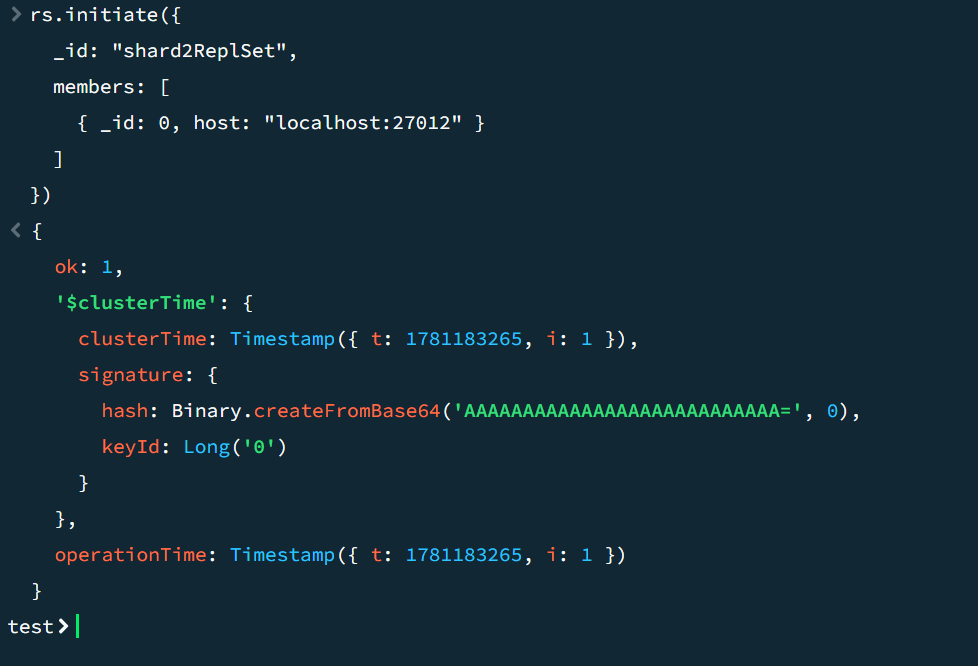 > rs.initiate({
_id: "shard2ReplSet",
members: [
{ _id: 0, host: "localhost:27012" }
]
})
< {
ok: 1,
'$clusterTime': {
clusterTime: Timestamp({ t: 1781183265, i: 1 }),
signature: {
hash: Binary.createFromBase64('AAAAAAAAAAAAAAAAAAAAAAAAAAA=', 0),
keyId: Long('0')
}
},
operationTime: Timestamp({ t: 1781183265, i: 1 })
}
test>